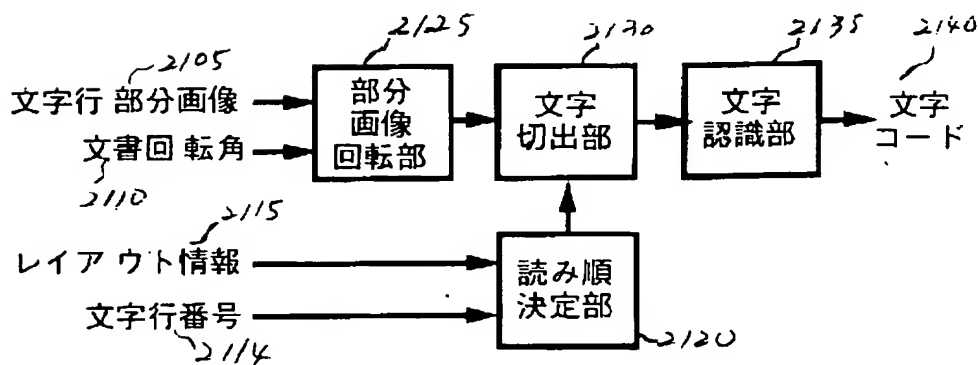 2125
2130
2135
2140
2105
文字行部分画像
部分
画像
回転部
文字
切出部
文字
認識部
文字
コード
文書回転角
2110
2115
レイアウト情報
読み順
決定部
文字行番号
2114
2120